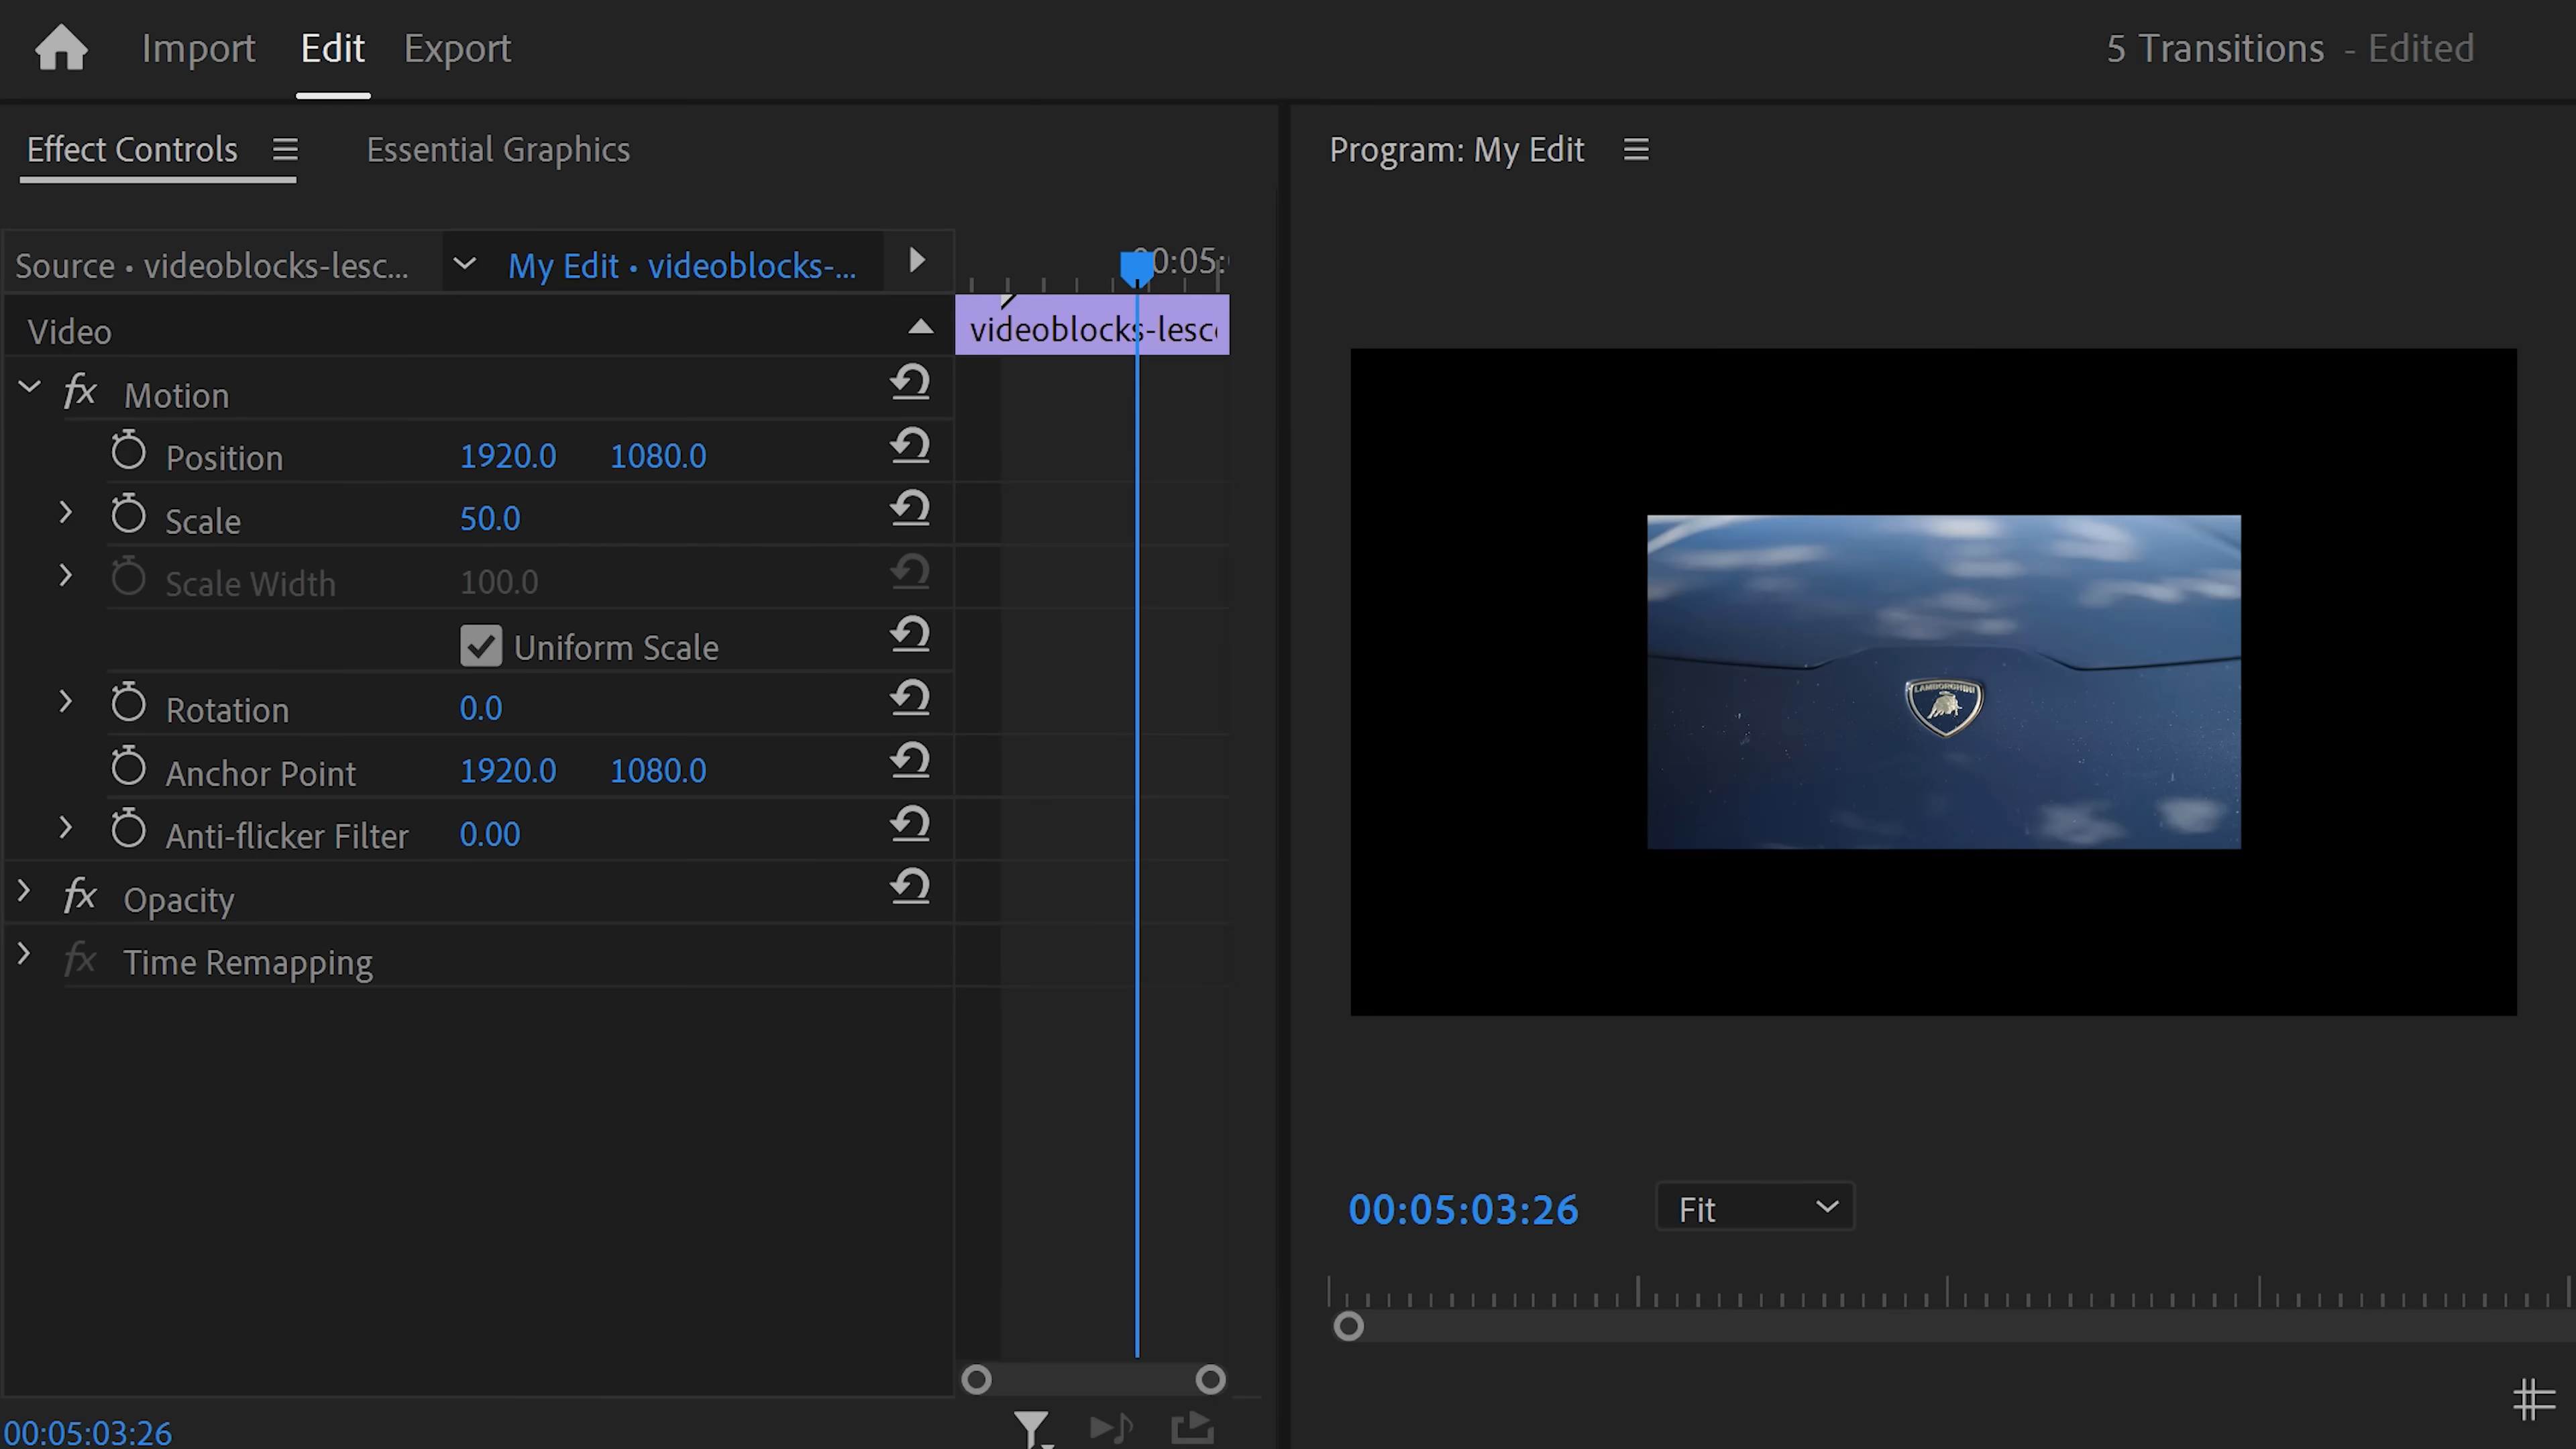 Import Edit Export
5 Transitions - Edited
Effect Controls Essential Graphics
Program: My Edit
Source • videoblocks-lesc... My Edit • videoblocks-...
00:05:
Video
videoblocks-lesc
fx Motion
Position 1920.0 1080.0
Scale 50.0
Scale Width 100.0
Uniform Scale
Rotation 0.0
Anchor Point 1920.0 1080.0
Anti-flicker Filter 0.00
fx Opacity
fx Time Remapping
LAMBORGHINI
00:05:03:26 Fit
00:05:03:26